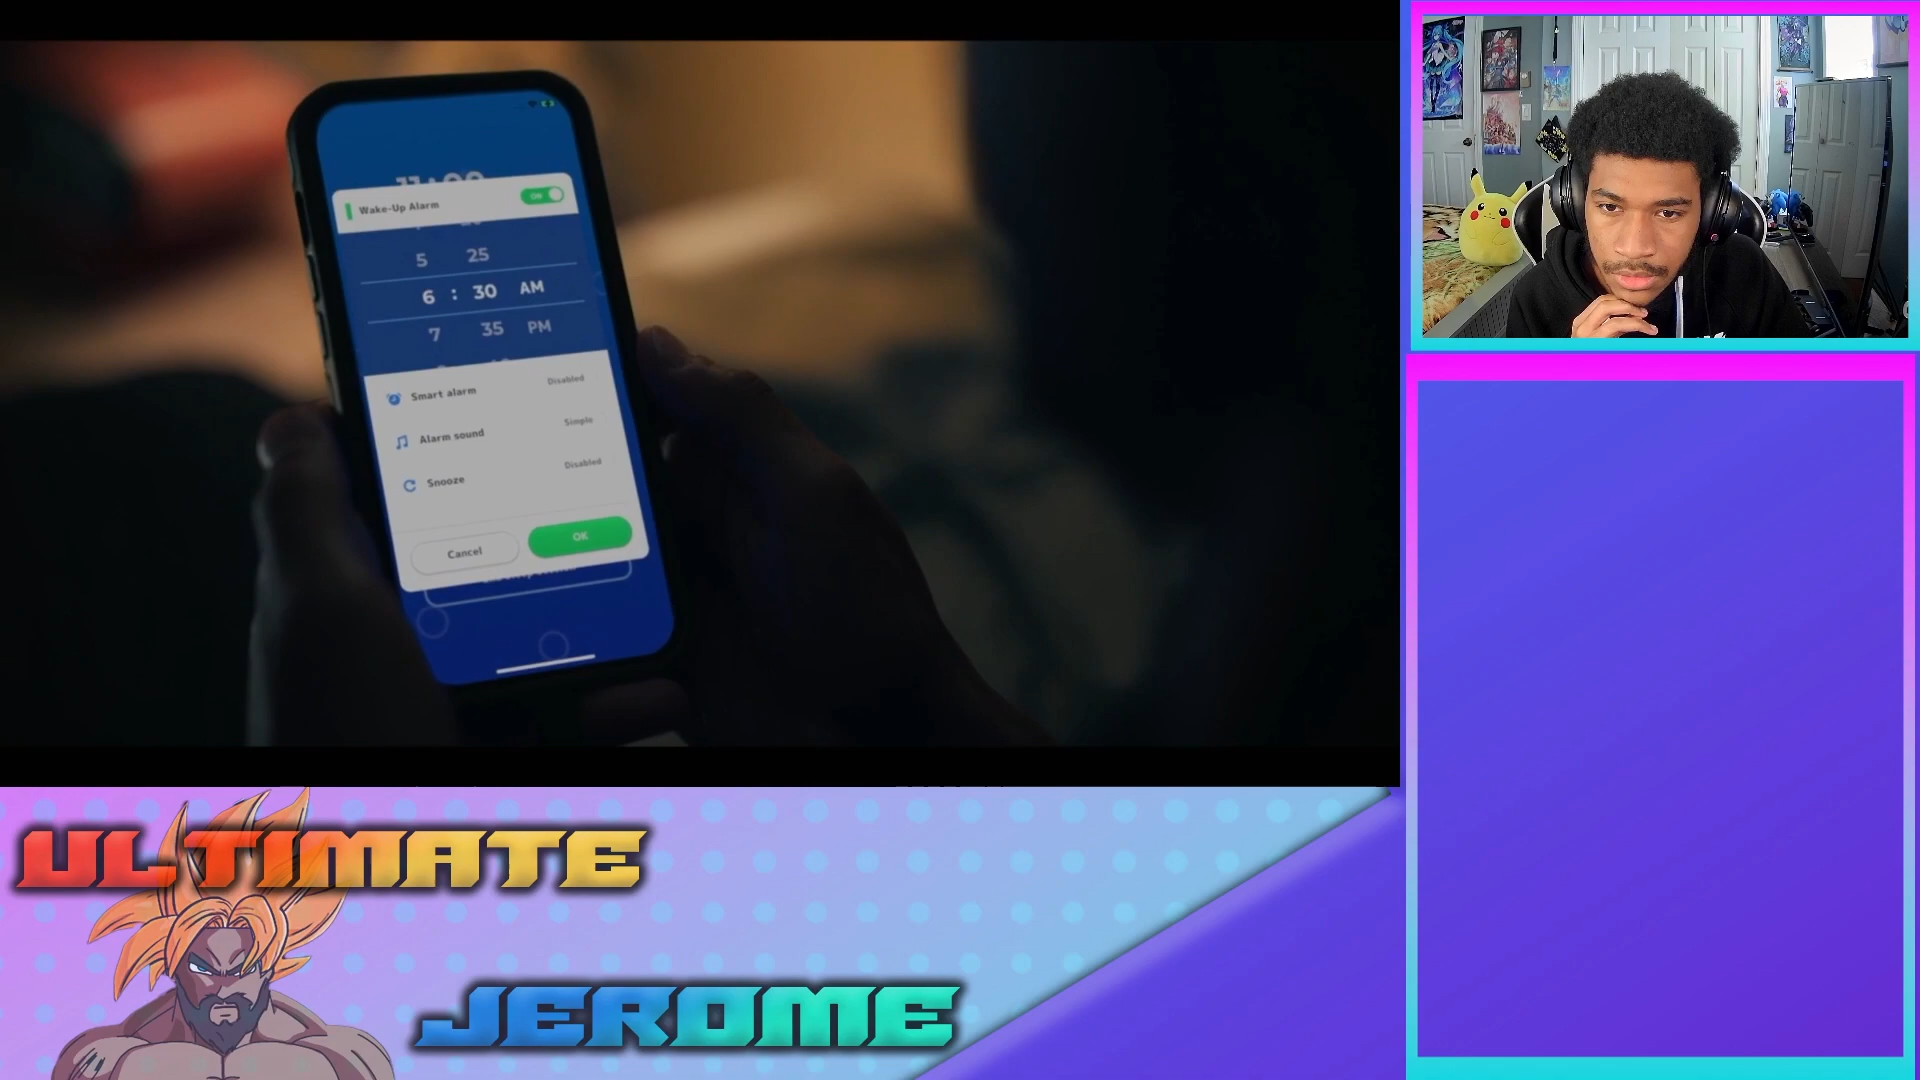 Wake-Up Alarm
ON
5 25
6 : 30 AM
7 35 PM
Smart alarm Disabled
Alarm sound Simple
Snooze Disabled
Cancel OK
ULTIMATE
JEROME